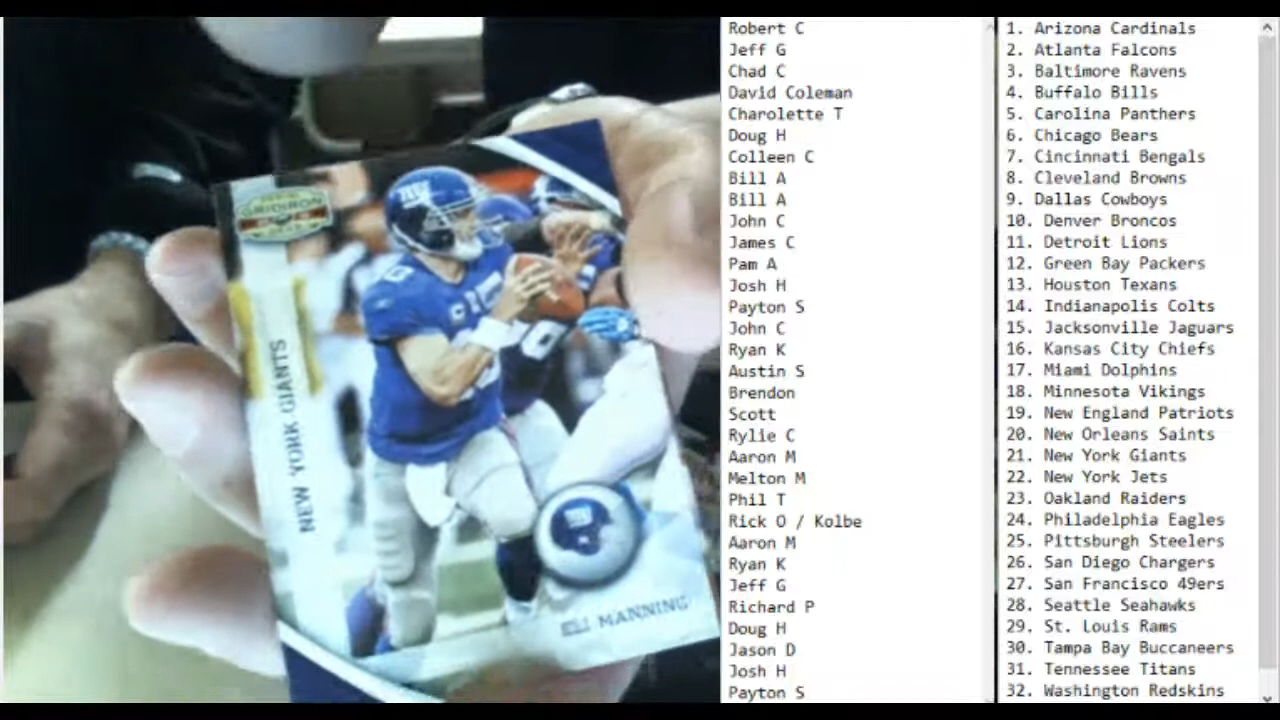 GRIDIRON
NEW YORK GIANTS
ELI MANNING
Robert C
Jeff G
Chad C
David Coleman
Charolette T
Doug H
Colleen C
Bill A
Bill A
John C
James C
Pam A
Josh H
Payton S
John C
Ryan K
Austin S
Brendon
Scott
Rylie C
Aaron M
Melton M
Phil T
Rick O / Kolbe
Aaron M
Ryan K
Jeff G
Richard P
Doug H
Jason D
Josh H
Payton S
1. Arizona Cardinals
2. Atlanta Falcons
3. Baltimore Ravens
4. Buffalo Bills
5. Carolina Panthers
6. Chicago Bears
7. Cincinnati Bengals
8. Cleveland Browns
9. Dallas Cowboys
10. Denver Broncos
11. Detroit Lions
12. Green Bay Packers
13. Houston Texans
14. Indianapolis Colts
15. Jacksonville Jaguars
16. Kansas City Chiefs
17. Miami Dolphins
18. Minnesota Vikings
19. New England Patriots
20. New Orleans Saints
21. New York Giants
22. New York Jets
23. Oakland Raiders
24. Philadelphia Eagles
25. Pittsburgh Steelers
26. San Diego Chargers
27. San Francisco 49ers
28. Seattle Seahawks
29. St. Louis Rams
30. Tampa Bay Buccaneers
31. Tennessee Titans
32. Washington Redskins